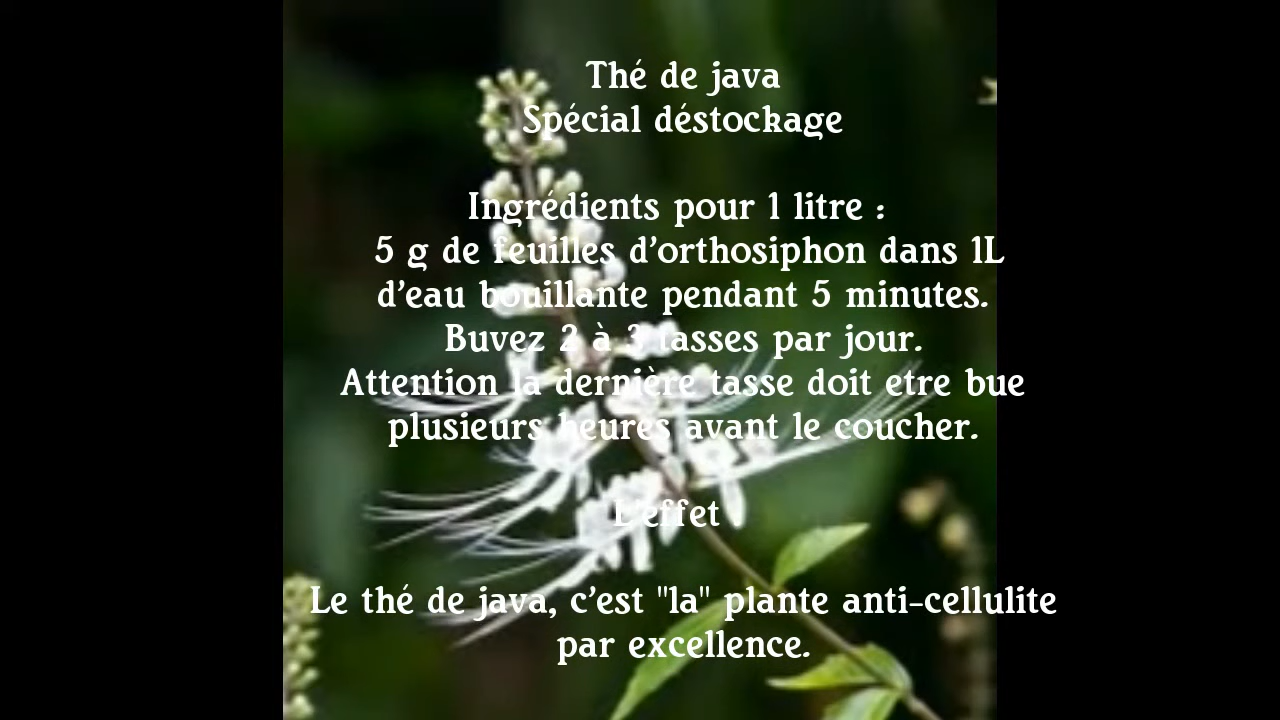 Thé de java
Spécial déstockage
Ingrédients pour 1 litre :
5 g de feuilles d'orthosiphon dans 1L
d'eau bouillante pendant 5 minutes.
Buvez 2 à 3 tasses par jour.
Attention la dernière tasse doit etre bue
plusieurs heures avant le coucher.
L'effet
Le thé de java, c'est "la" plante anti-cellulite
par excellence.